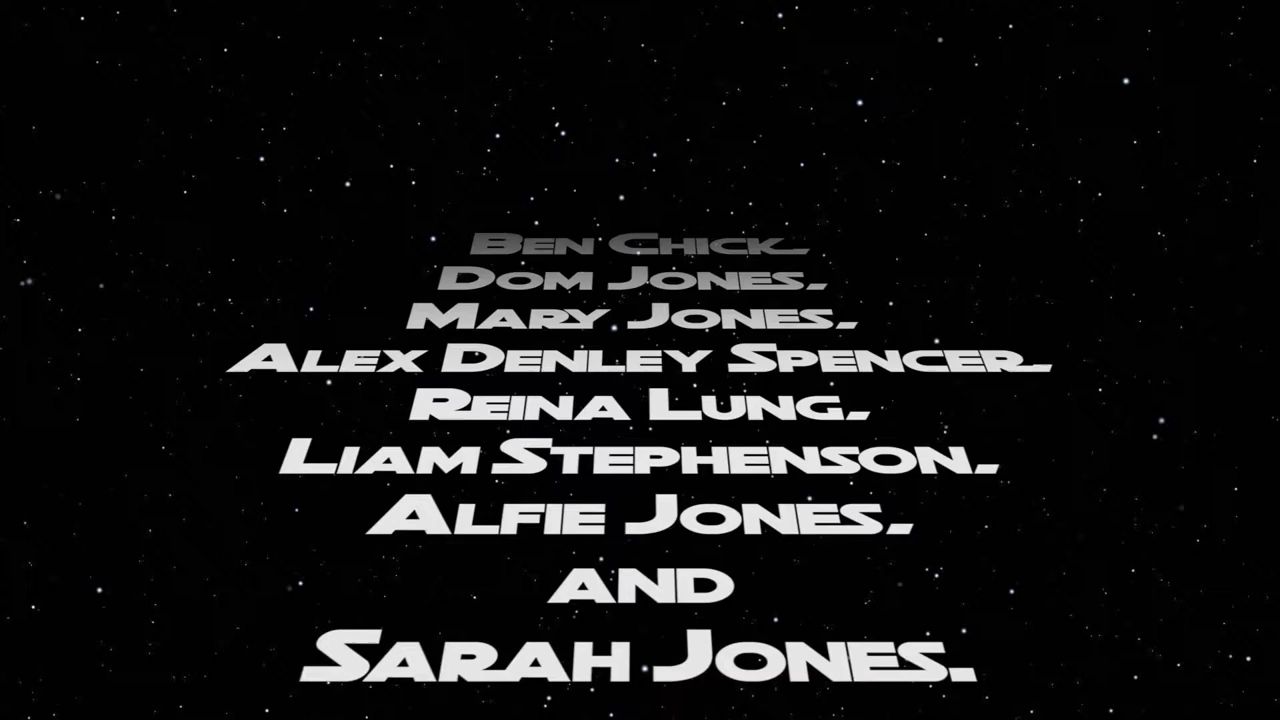 Ben Chick.
Dom Jones.
Mary Jones.
Alex Denley Spencer.
Reina Lung.
Liam Stephenson.
Alfie Jones.
and
Sarah Jones.